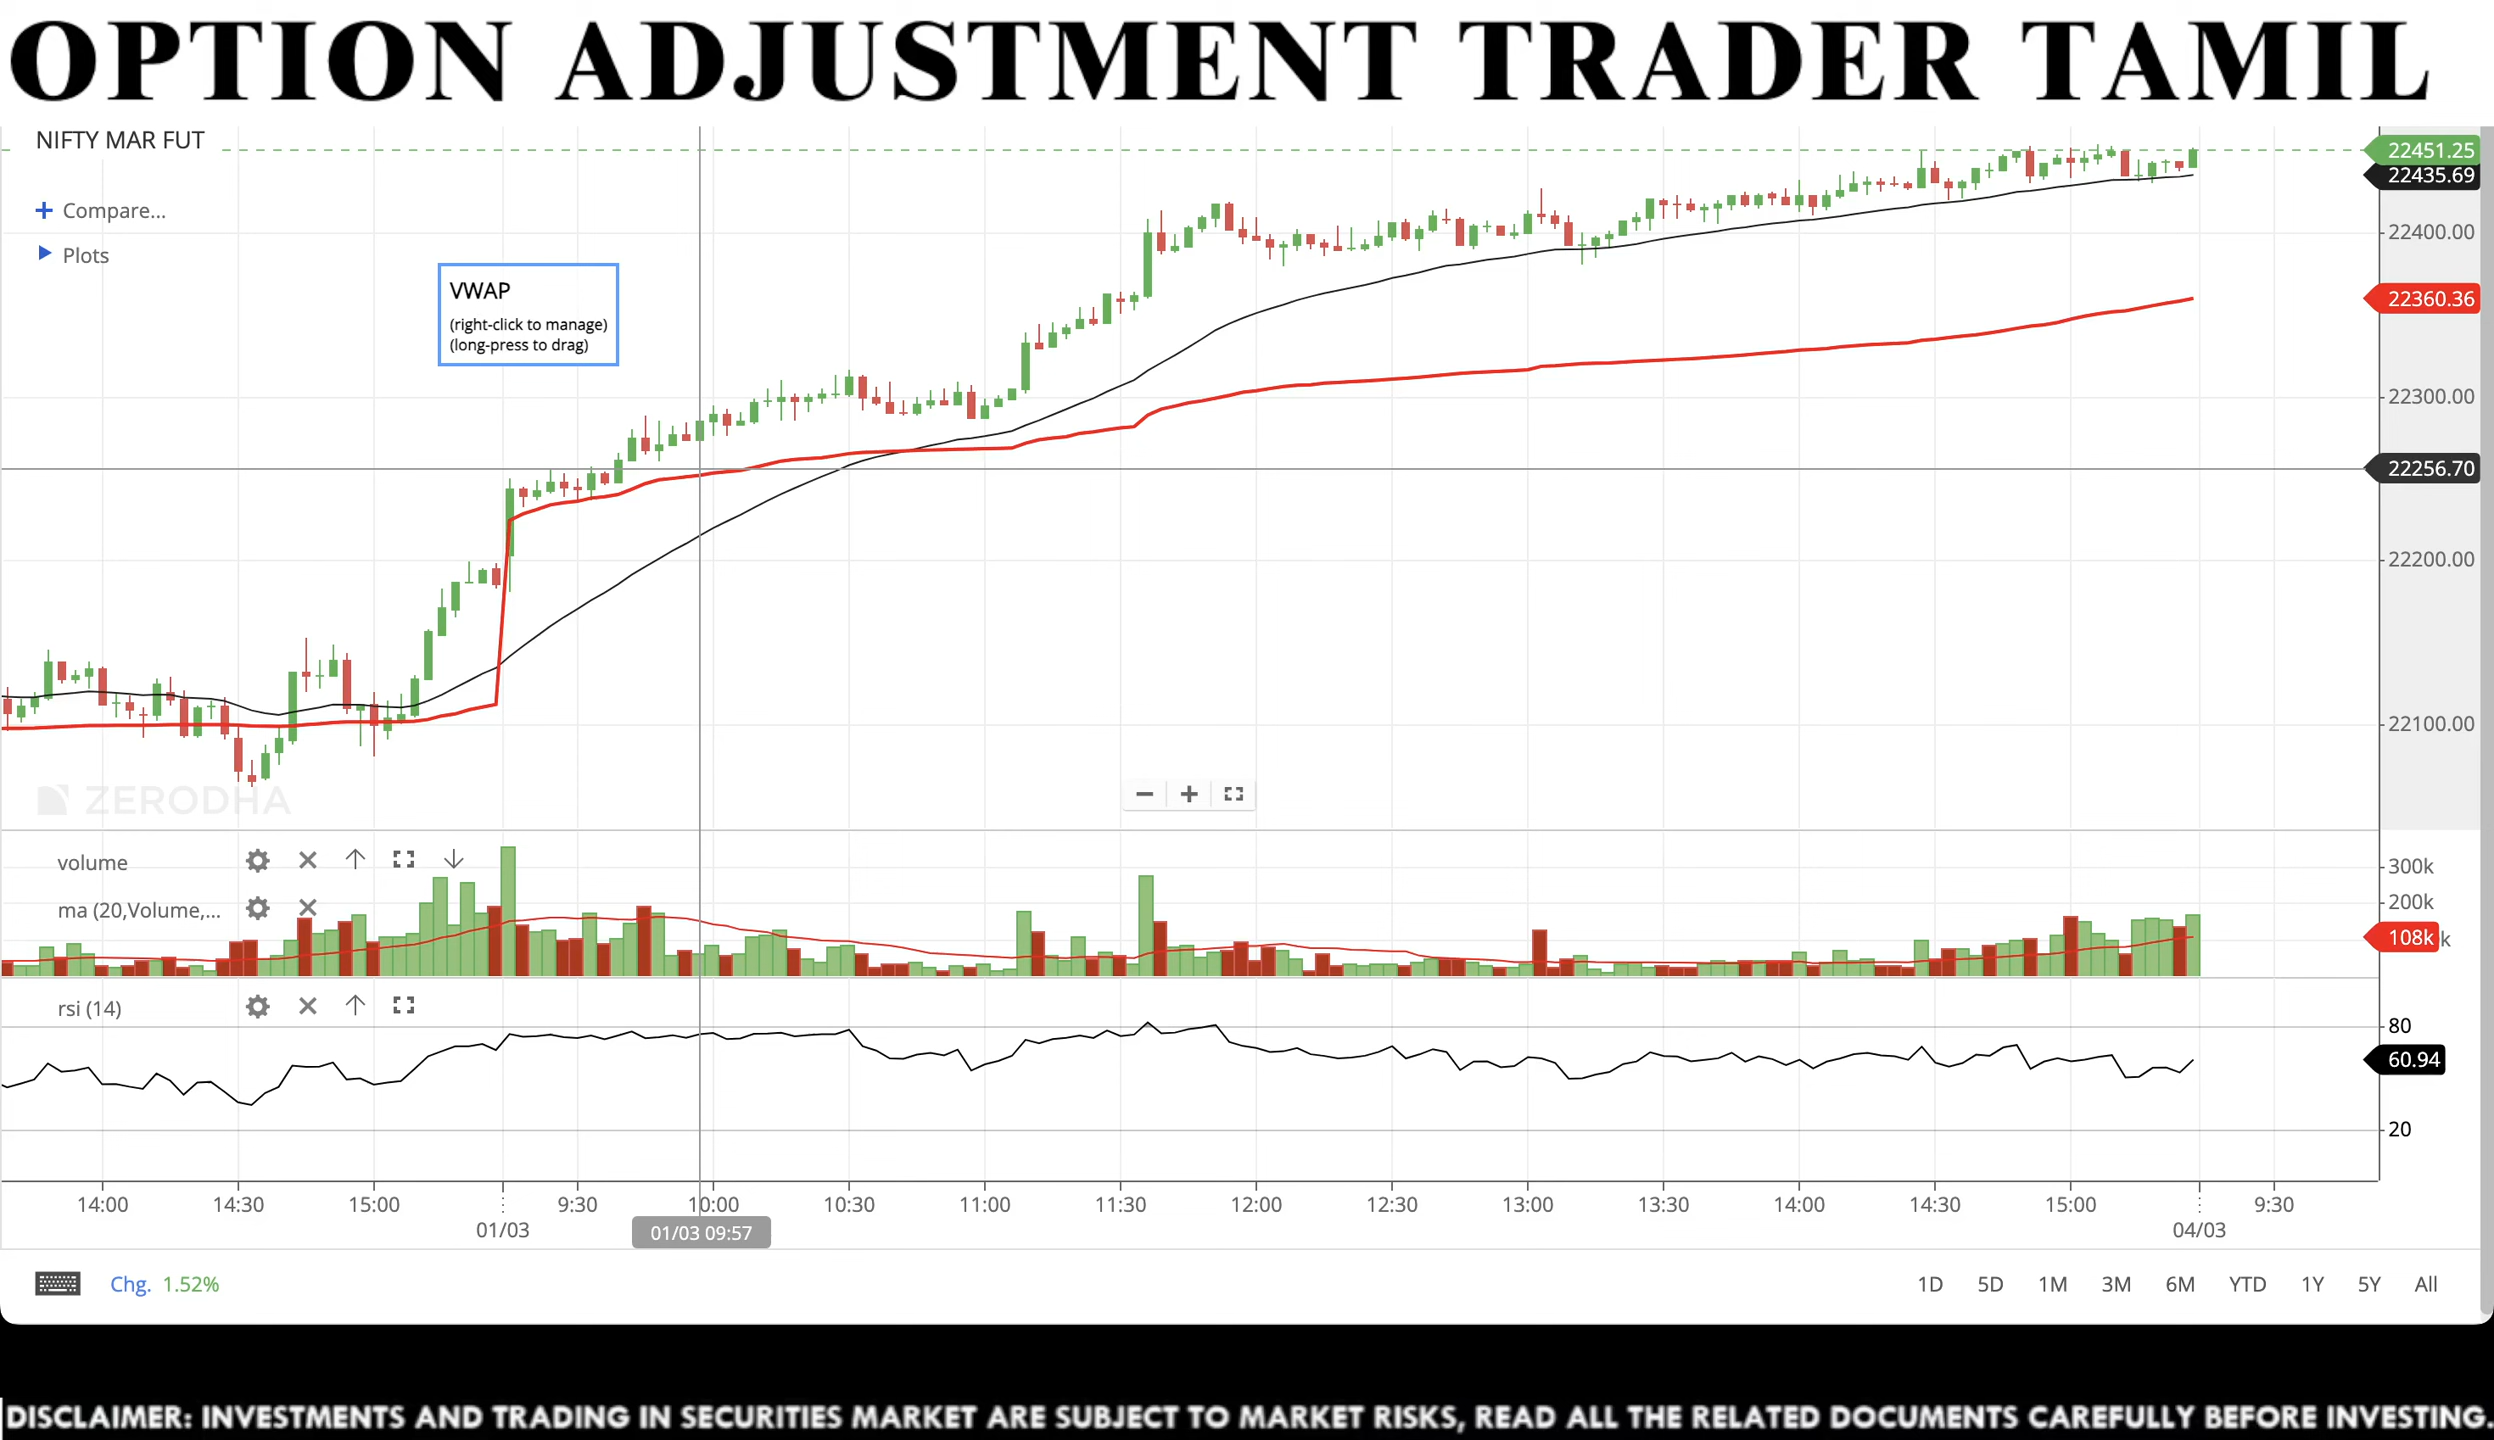 OPTION ADJUSTMENT TRADER TAMIL
NIFTY MAR FUT
22451.25
22435.69
Compare...
22400.00
Plots
VWAP
(right-click to manage)
(long-press to drag)
22360.36
22300.00
22256.70
22200.00
22100.00
ZERODHA
volume
300k
ma (20,Volume,...
200k
108k k
rsi (14)
80
60.94
20
14:00 14:30 15:00 9:30 10:00 10:30 11:00 11:30 12:00 12:30 13:00 13:30 14:00 14:30 15:00 9:30
01/03 01/03 09:57 04/03
Chg. 1.52% 1D 5D 1M 3M 6M YTD 1Y 5Y All
DISCLAIMER: INVESTMENTS AND TRADING IN SECURITIES MARKET ARE SUBJECT TO MARKET RISKS, READ ALL THE RELATED DOCUMENTS CAREFULLY BEFORE INVESTING.